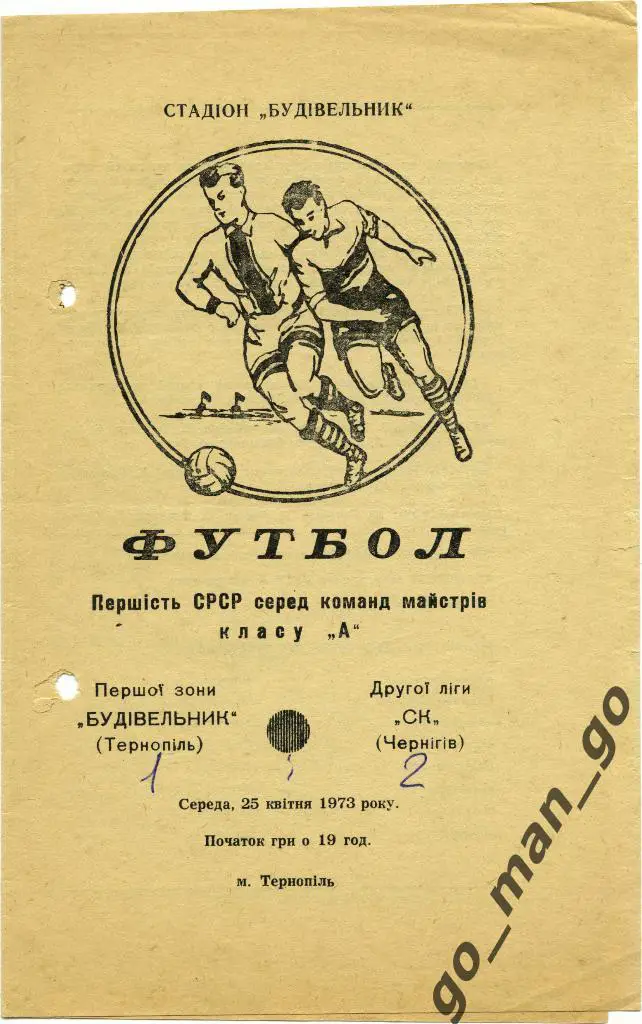 СТАДІОН „БУДІВЕЛЬНИК“
ФУТБОЛ
Першість СРСР серед команд майстрів
класу „А“
Першої зони
„БУДІВЕЛЬНИК“
(Тернопіль)
Другої ліги
„СК„
(Чернігів)
1 : 2
Середа, 25 квітня 1973 року.
Початок гри о 19 год.
м. Тернопіль
go_man_go